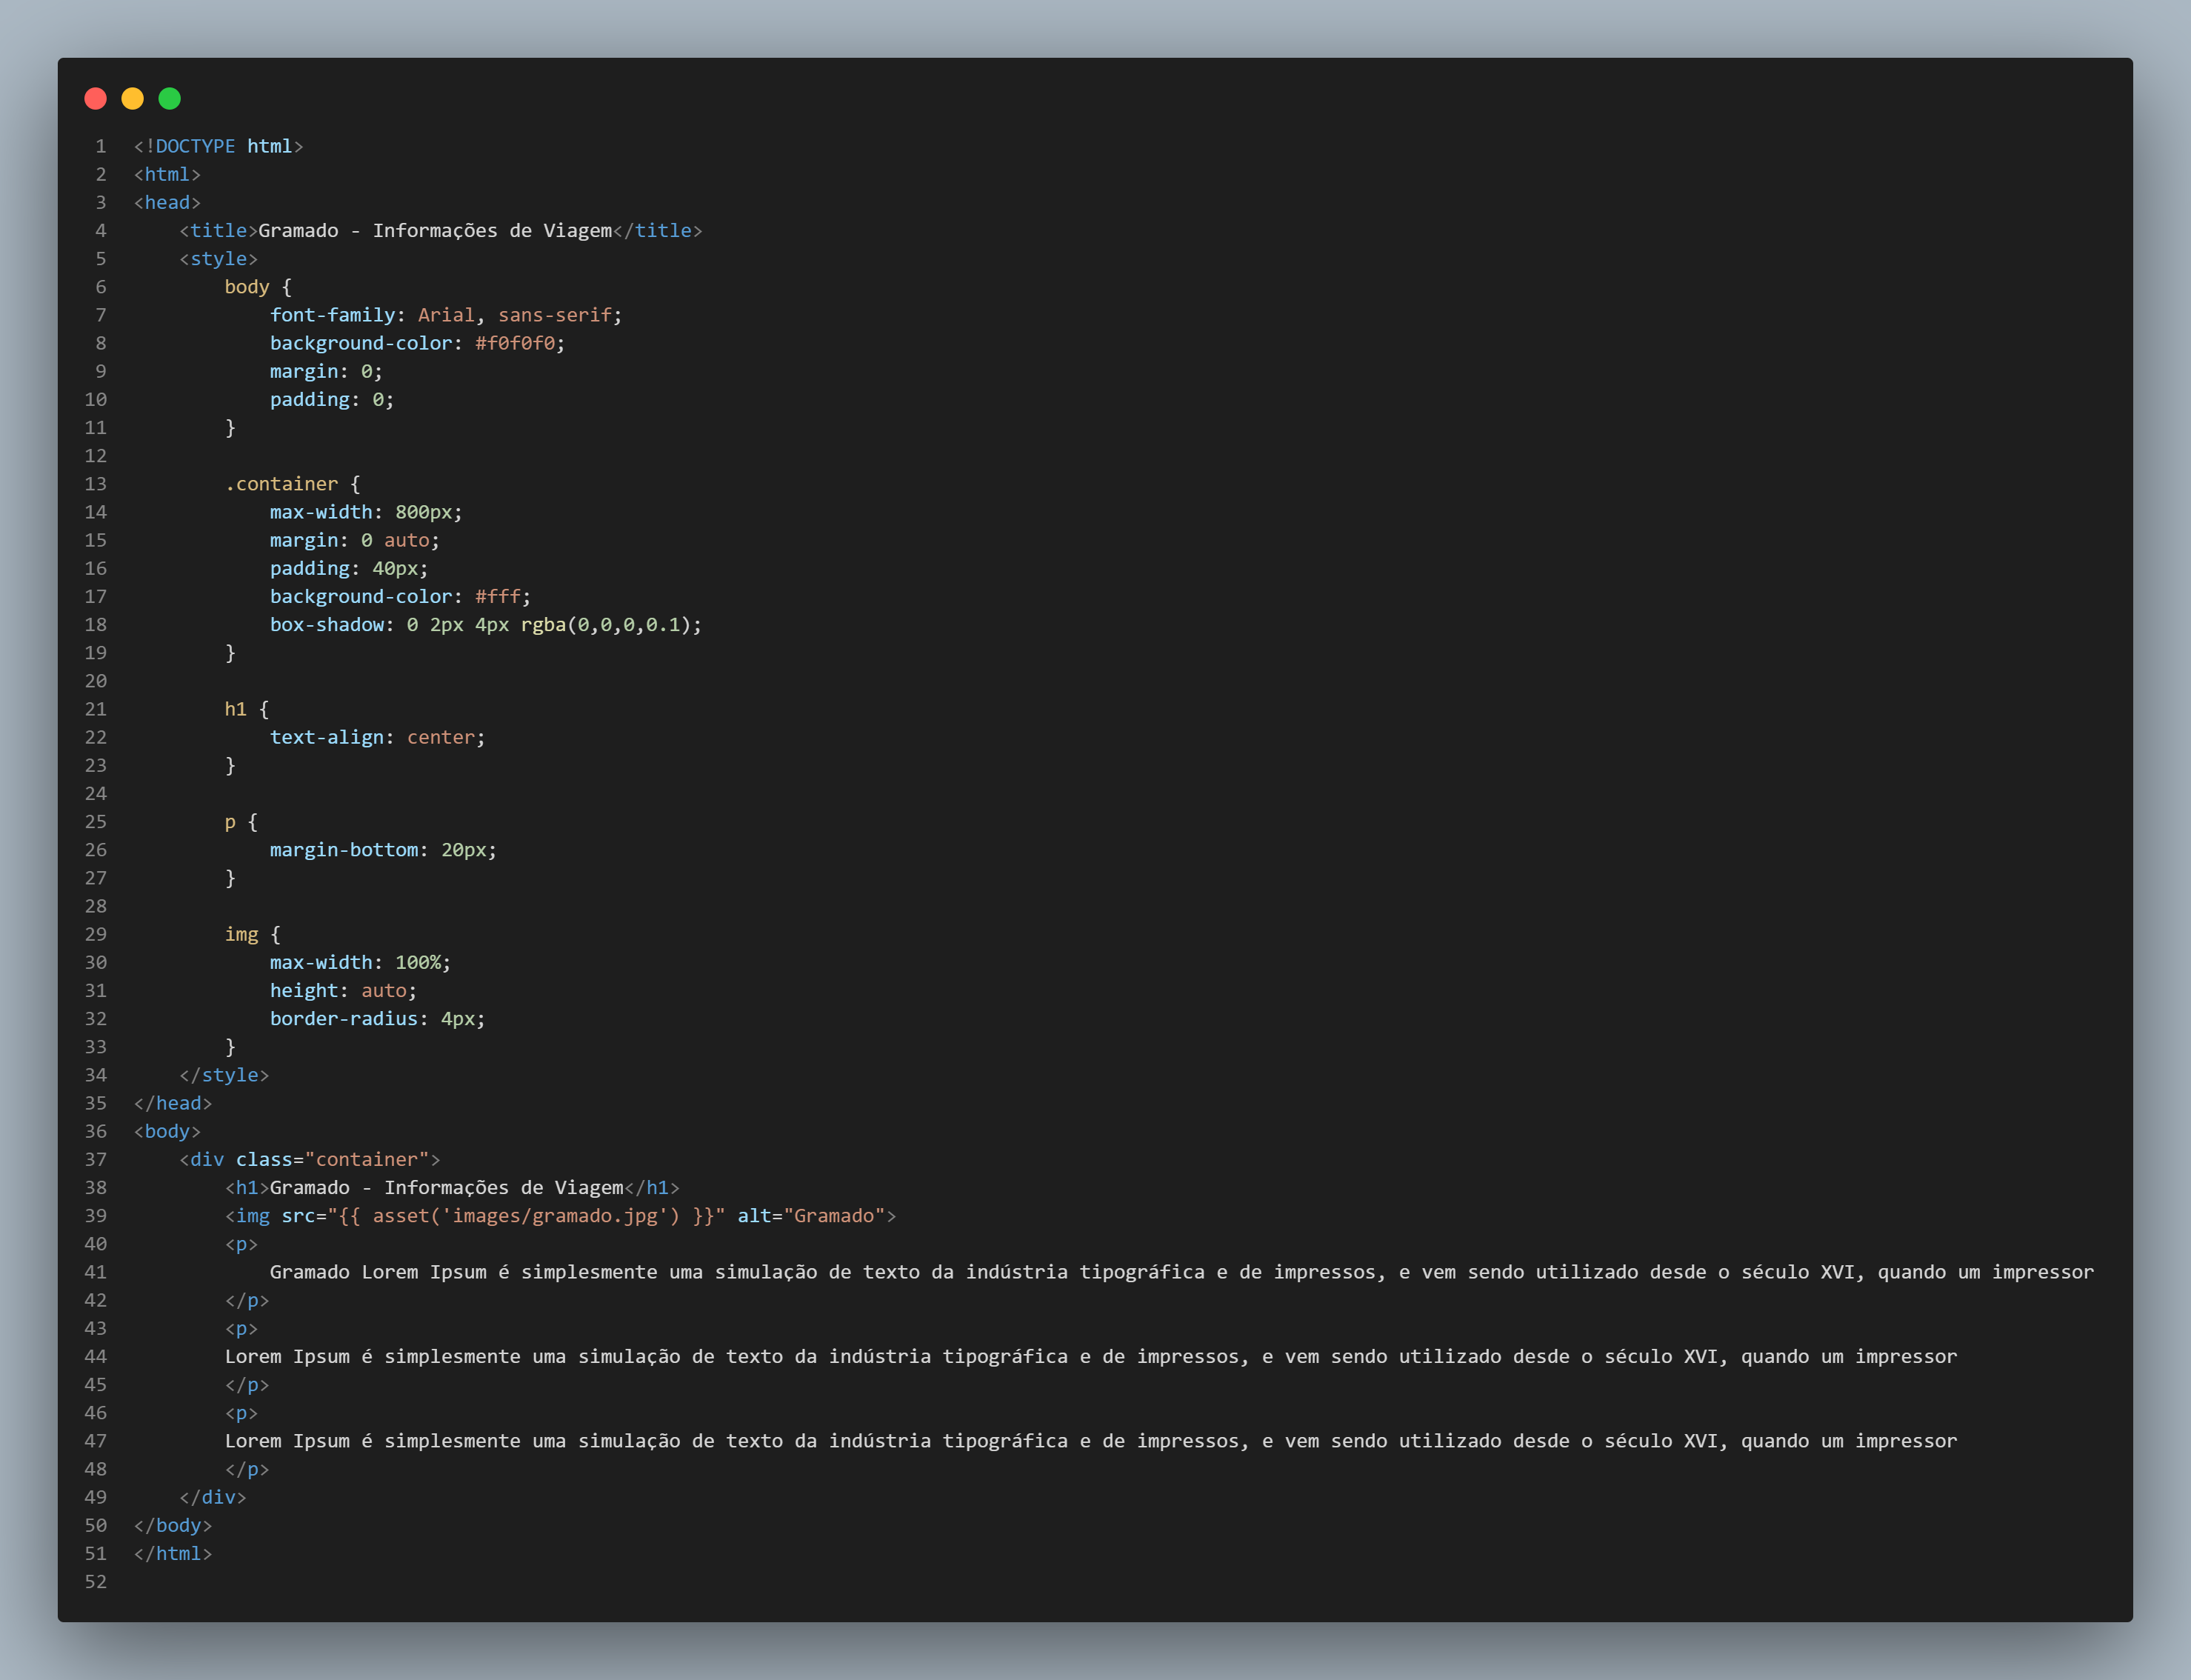 1 <!DOCTYPE html>
2 <html>
3 <head>
4     <title>Gramado - Informações de Viagem</title>
5     <style>
6         body {
7             font-family: Arial, sans-serif;
8             background-color: #f0f0f0;
9             margin: 0;
10             padding: 0;
11         }
12
13         .container {
14             max-width: 800px;
15             margin: 0 auto;
16             padding: 40px;
17             background-color: #fff;
18             box-shadow: 0 2px 4px rgba(0,0,0,0.1);
19         }
20
21         h1 {
22             text-align: center;
23         }
24
25         p {
26             margin-bottom: 20px;
27         }
28
29         img {
30             max-width: 100%;
31             height: auto;
32             border-radius: 4px;
33         }
34     </style>
35 </head>
36 <body>
37     <div class="container">
38         <h1>Gramado - Informações de Viagem</h1>
39         <img src="{{ asset('images/gramado.jpg') }}" alt="Gramado">
40         <p>
41             Gramado Lorem Ipsum é simplesmente uma simulação de texto da indústria tipográfica e de impressos, e vem sendo utilizado desde o século XVI, quando um impressor
42         </p>
43         <p>
44         Lorem Ipsum é simplesmente uma simulação de texto da indústria tipográfica e de impressos, e vem sendo utilizado desde o século XVI, quando um impressor
45         </p>
46         <p>
47         Lorem Ipsum é simplesmente uma simulação de texto da indústria tipográfica e de impressos, e vem sendo utilizado desde o século XVI, quando um impressor
48         </p>
49     </div>
50 </body>
51 </html>
52